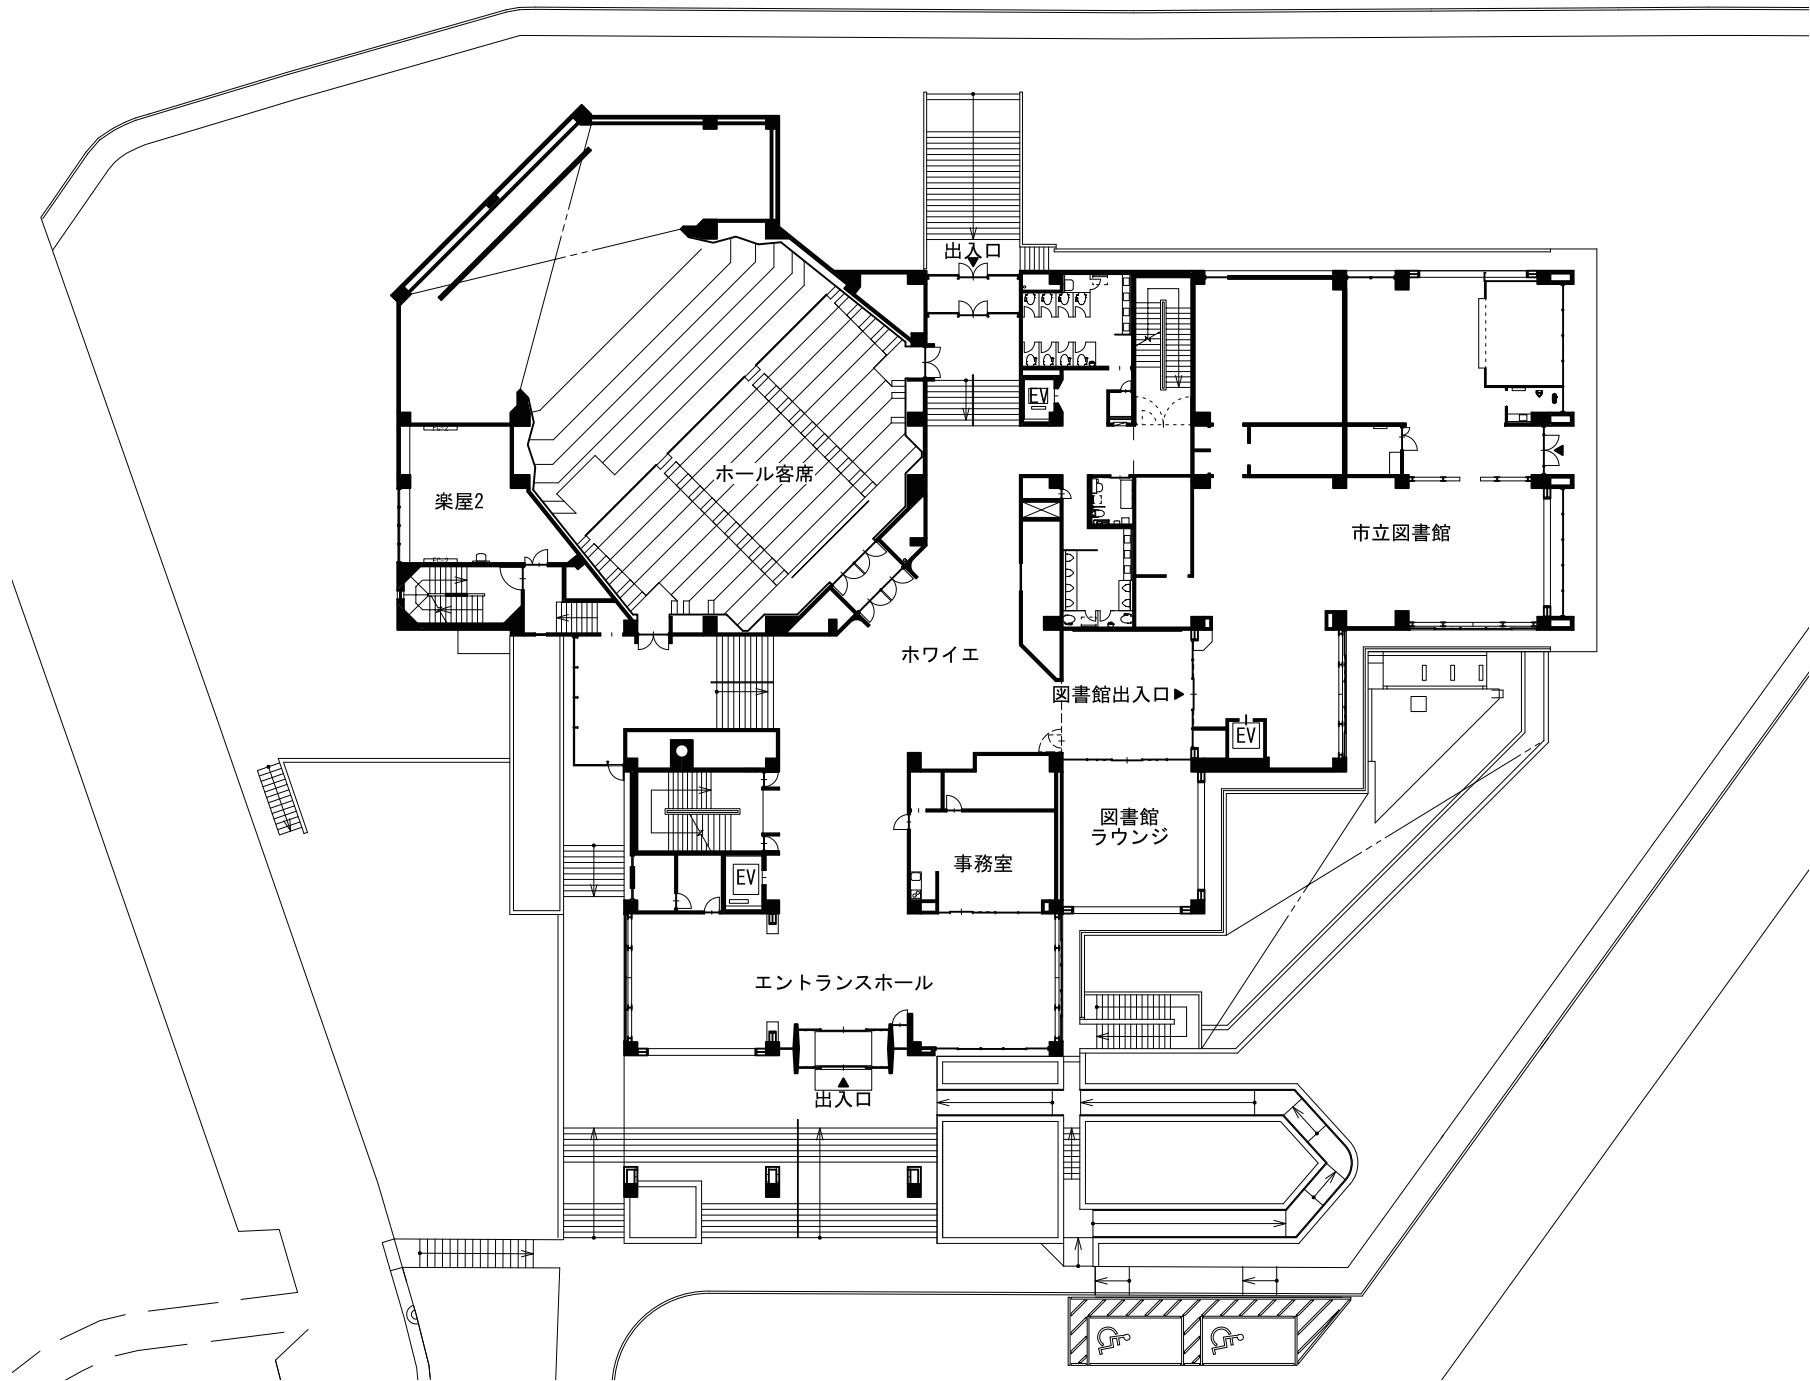 出入口
EV
ホール客席
楽屋2
市立図書館
ホワイエ
図書館出入口
EV
図書館
ラウンジ
事務室
EV
エントランスホール
出入口